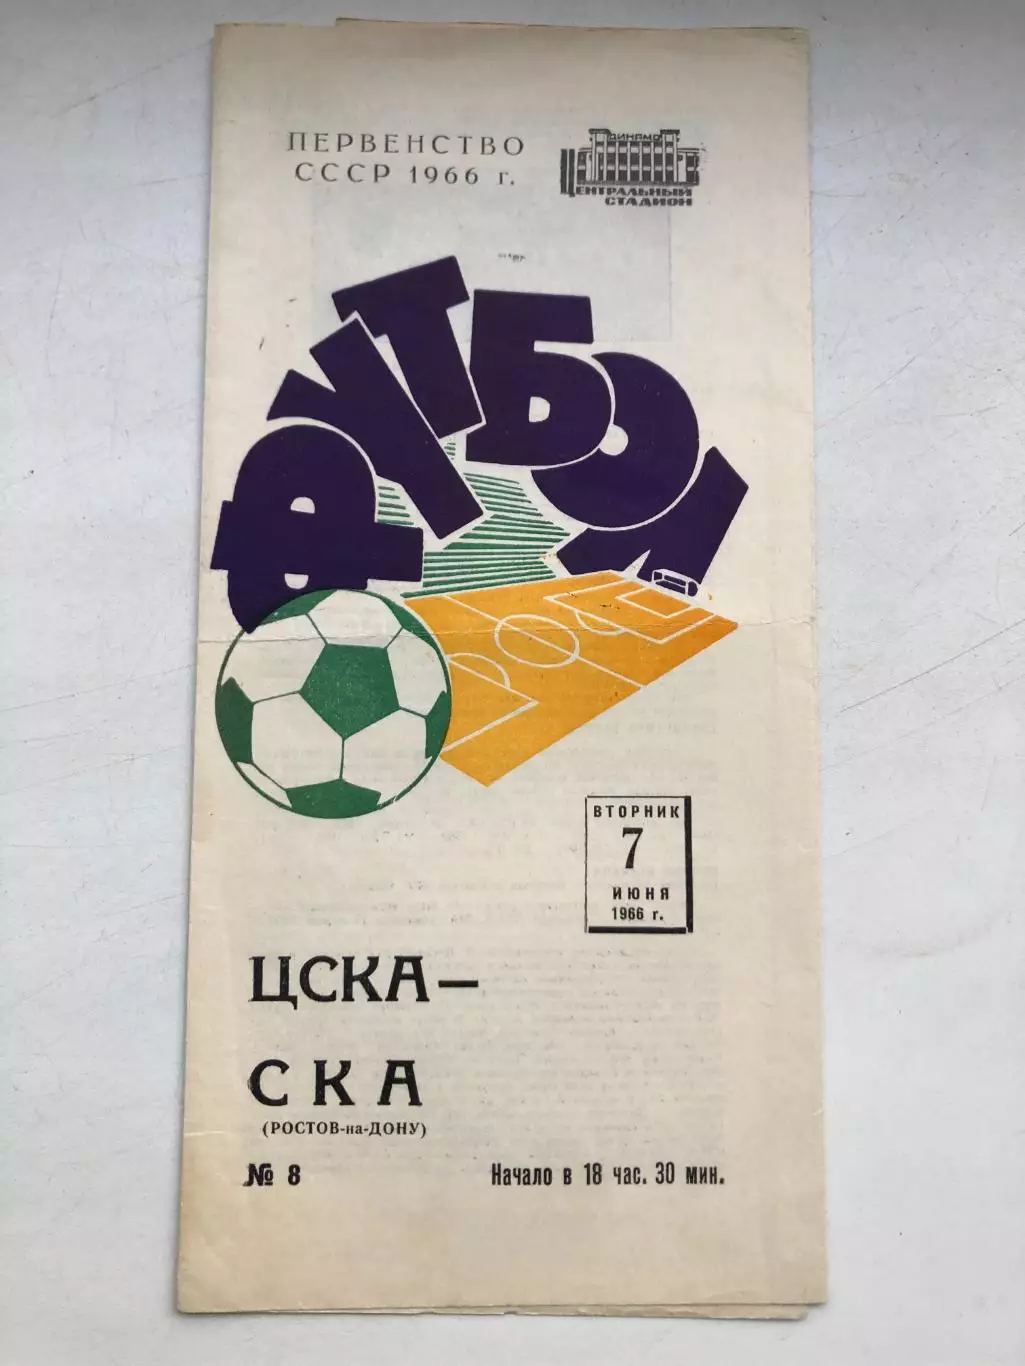 ПЕРВЕНСТВО
СССР 1966 г.
ДИНАМО
ЦЕНТРАЛЬНЫЙ
СТАДИОН
ФУТБОЛ
ВТОРНИК
7
ИЮНЯ
1966 г.
ЦСКА —
СКА
(РОСТОВ-на-ДОНУ)
№ 8
Начало в 18 час. 30 мин.